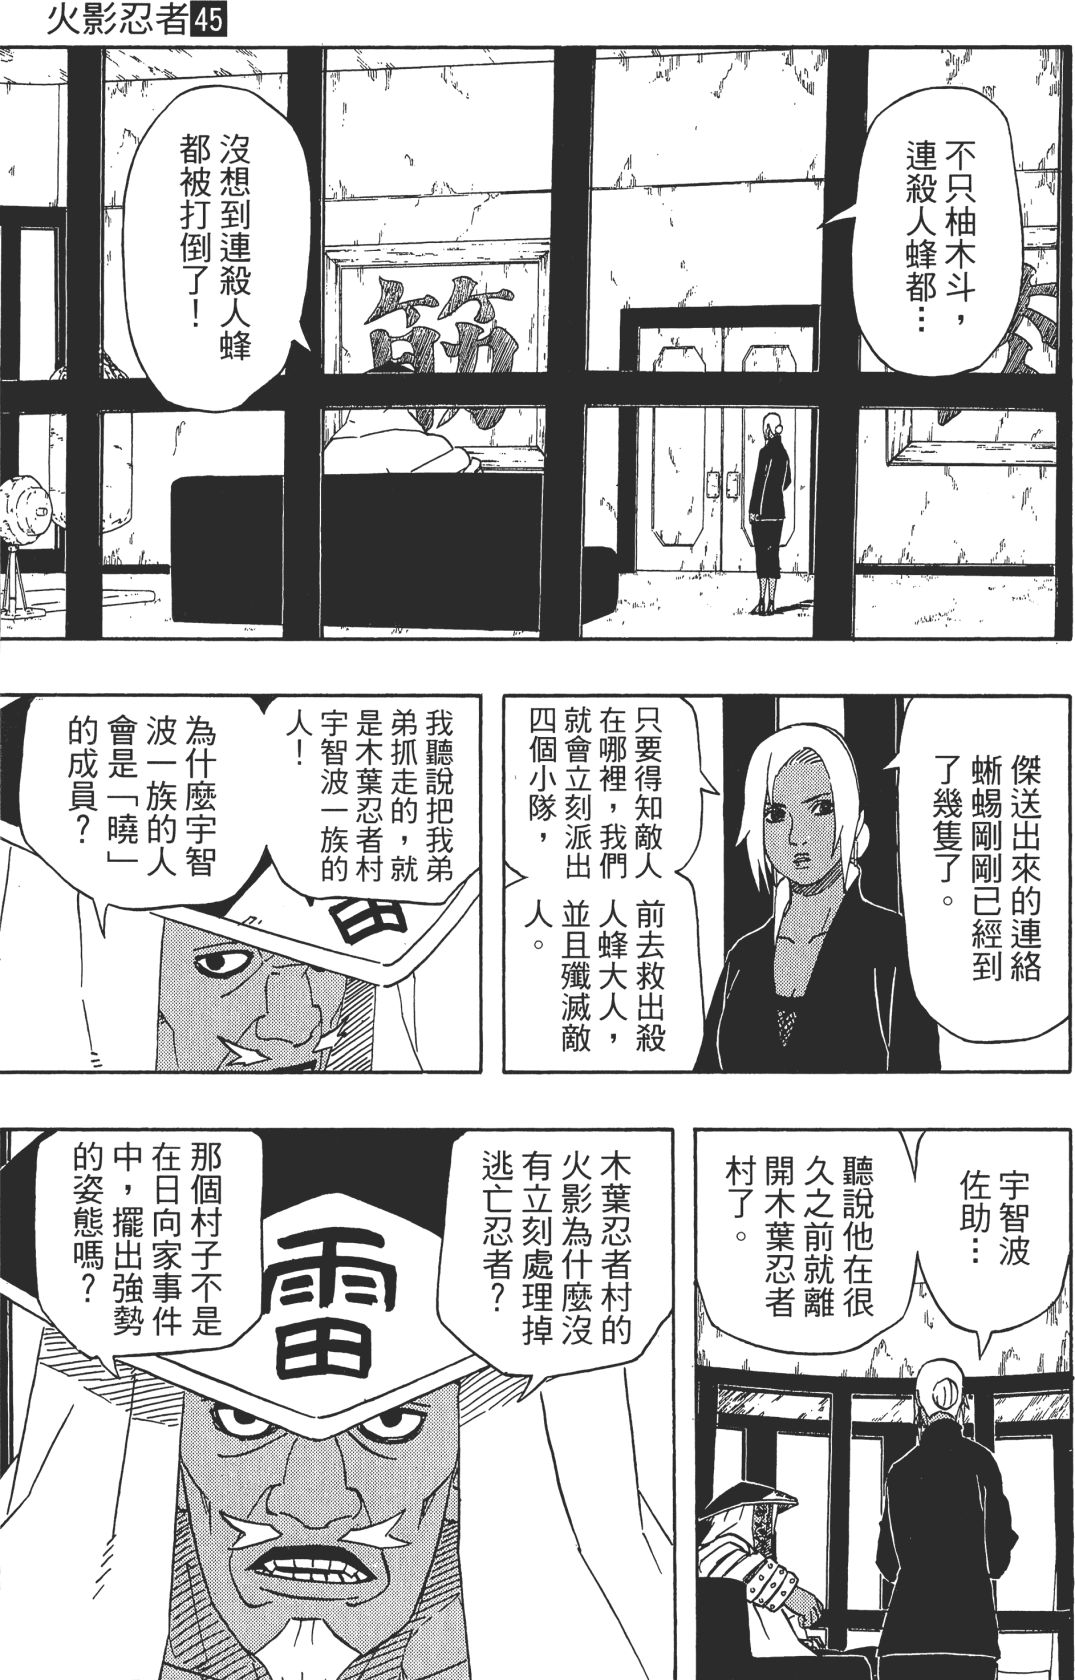 火影忍者45
不只柚木斗，
連殺人蜂都…
沒想到連殺人蜂
都被打倒了！
筋
傑送出來的連絡
蜥蜴剛剛已經到
了幾隻了。
只要得知敵人
在哪裡，我們
就會立刻派出
四個小隊，
前去救出殺
人蜂大人，
並且殲滅敵
人。
我聽說把我弟
弟抓走的，就
是木葉忍者村
宇智波一族的
人！
為什麼宇智
波一族的人
會是「曉」
的成員？
雷
宇智波
佐助…
聽說他在很
久之前就離
開木葉忍者
村了。
木葉忍者村的
火影為什麼沒
有立刻處理掉
逃亡忍者？
那個村子不是
在日向家事件
中，擺出強勢
的姿態嗎？
雷